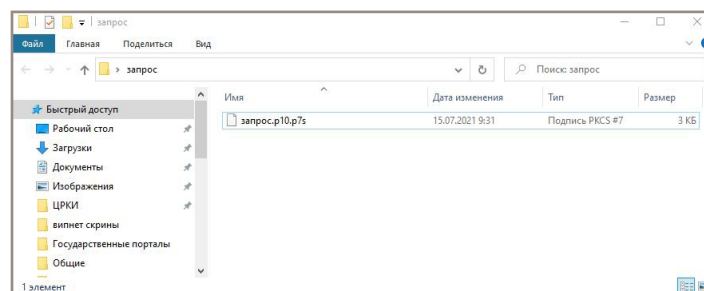 запрос
Файл Главная Поделиться Вид
запрос
Поиск: запрос
Имя Дата изменения Тип Размер
запрос.p10.p7s 15.07.2021 9:31 Подпись PKCS #7 3 КБ
Быстрый доступ
Рабочий стол
Загрузки
Документы
Изображения
ЦРКИ
випнет скрины
Государственные порталы
Общие
1 элемент